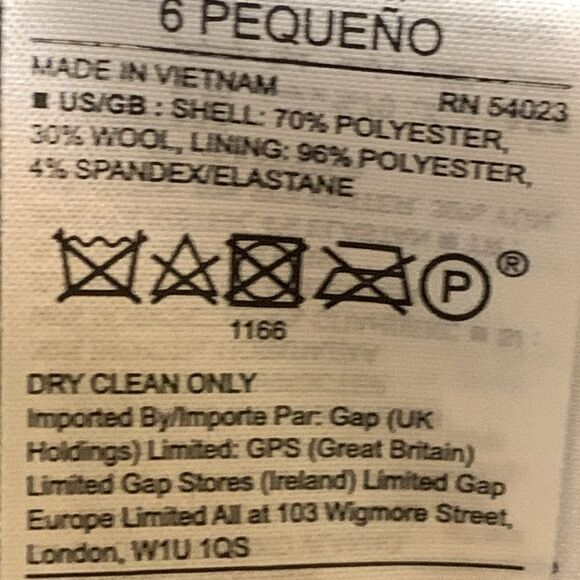 6 PEQUEÑO
MADE IN VIETNAM
RN 54023
■ US/GB : SHELL: 70% POLYESTER,
30% WOOL, LINING: 96% POLYESTER,
4% SPANDEX/ELASTANE
P ®
1166
DRY CLEAN ONLY
Imported By/Importe Par: Gap (UK
Holdings) Limited: GPS (Great Britain)
Limited Gap Stores (Ireland) Limited Gap
Europe Limited All at 103 Wigmore Street,
London, W1U 1QS